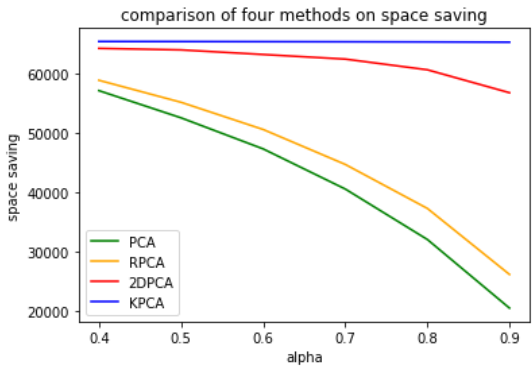 comparison of four methods on space saving
60000
50000
40000
30000
20000
space saving
PCA
RPCA
2DPCA
KPCA
0.4 0.5 0.6 0.7 0.8 0.9
alpha